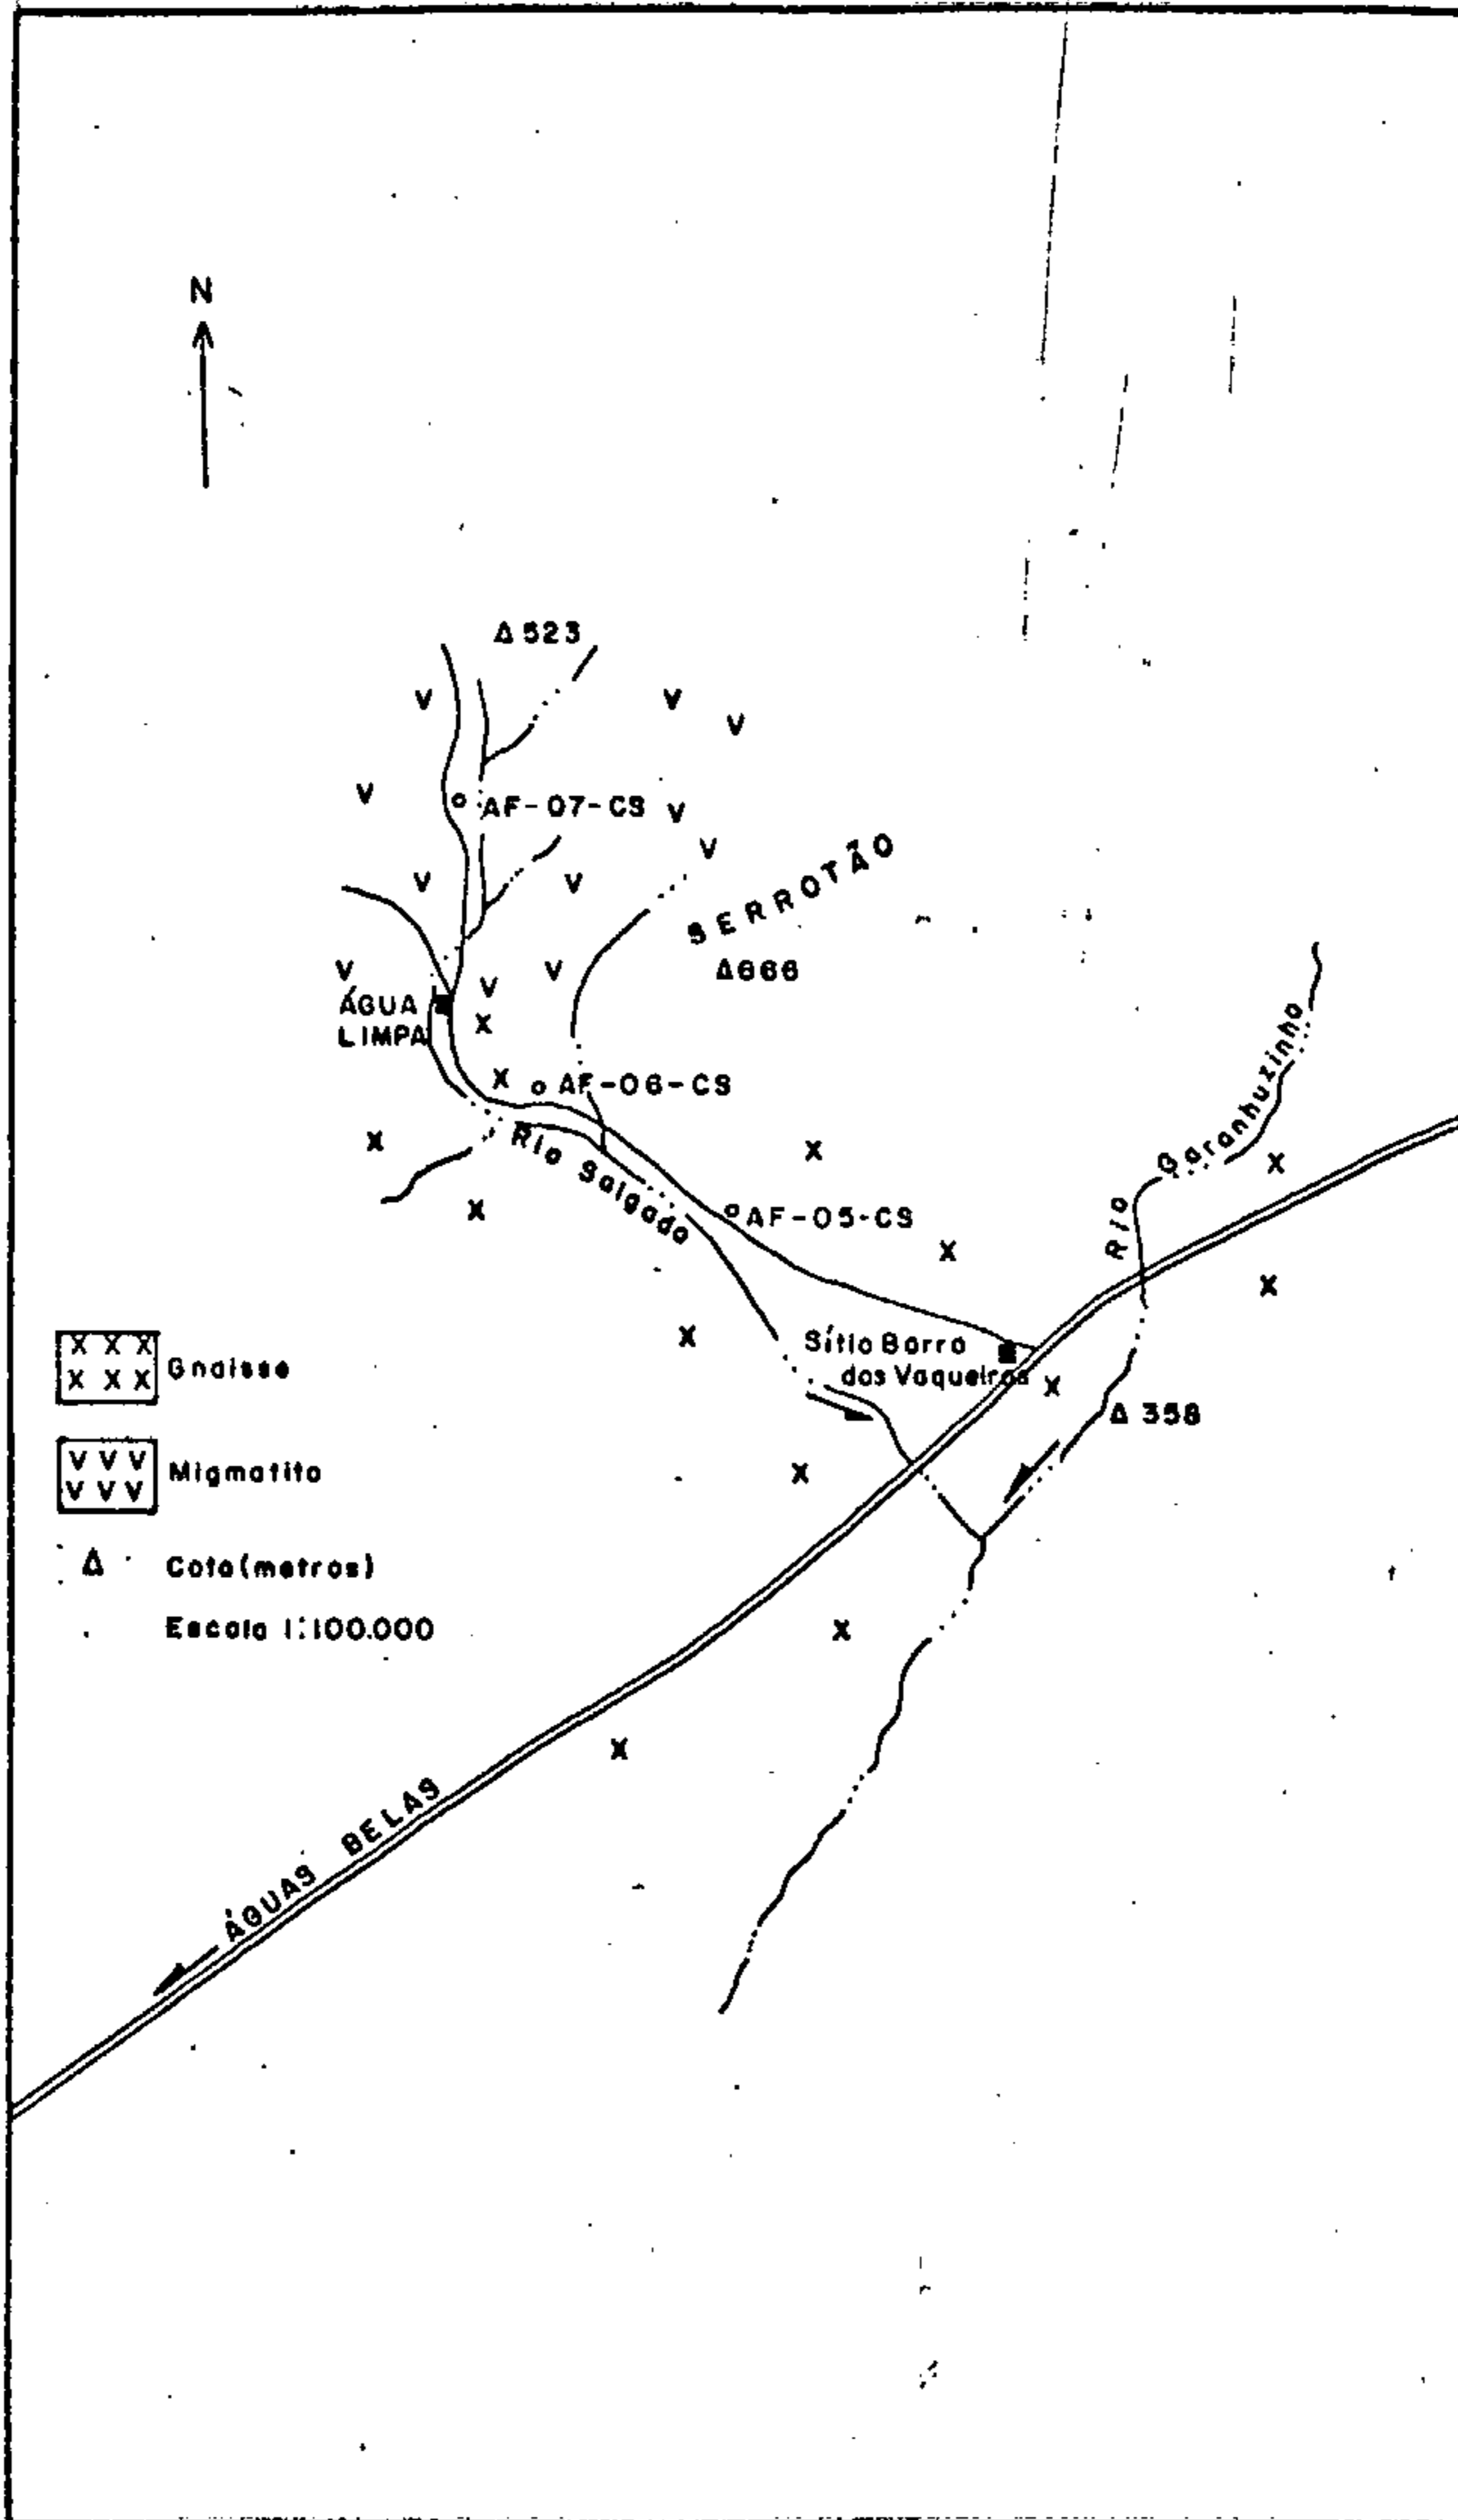 N
Δ 523
AF-07-CS
SERROTÃO
Δ666
ÁGUA
LIMPA
AF-06-CS
Rio Salgado
AF-05-CS
RIO Garanhuzinho
Sítio Barro
dos Vaqueiros
Δ 358
x x x
x x x
Gnaisse
v v v
v v v
Migmatito
Δ Cota (metros)
Escala 1:100.000
ÁGUAS BELAS